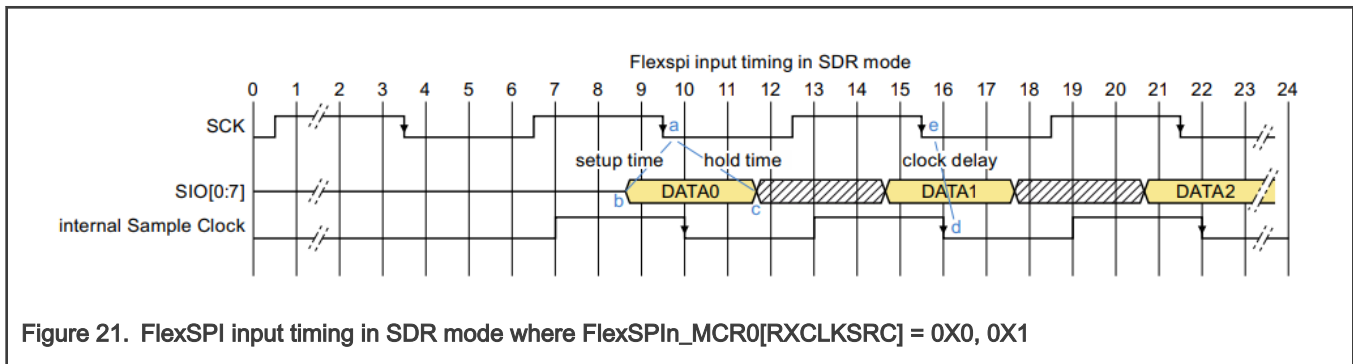 Flexspi input timing in SDR mode
0 1 2 3 4 5 6 7 8 9 10 11 12 13 14 15 16 17 18 19 20 21 22 23 24
SCK a e
setup time hold time clock delay
SIO[0:7] DATA0 DATA1 DATA2
b c
internal Sample Clock d
Figure 21. FlexSPI input timing in SDR mode where FlexSPIn_MCR0[RXCLKSRC] = 0X0, 0X1